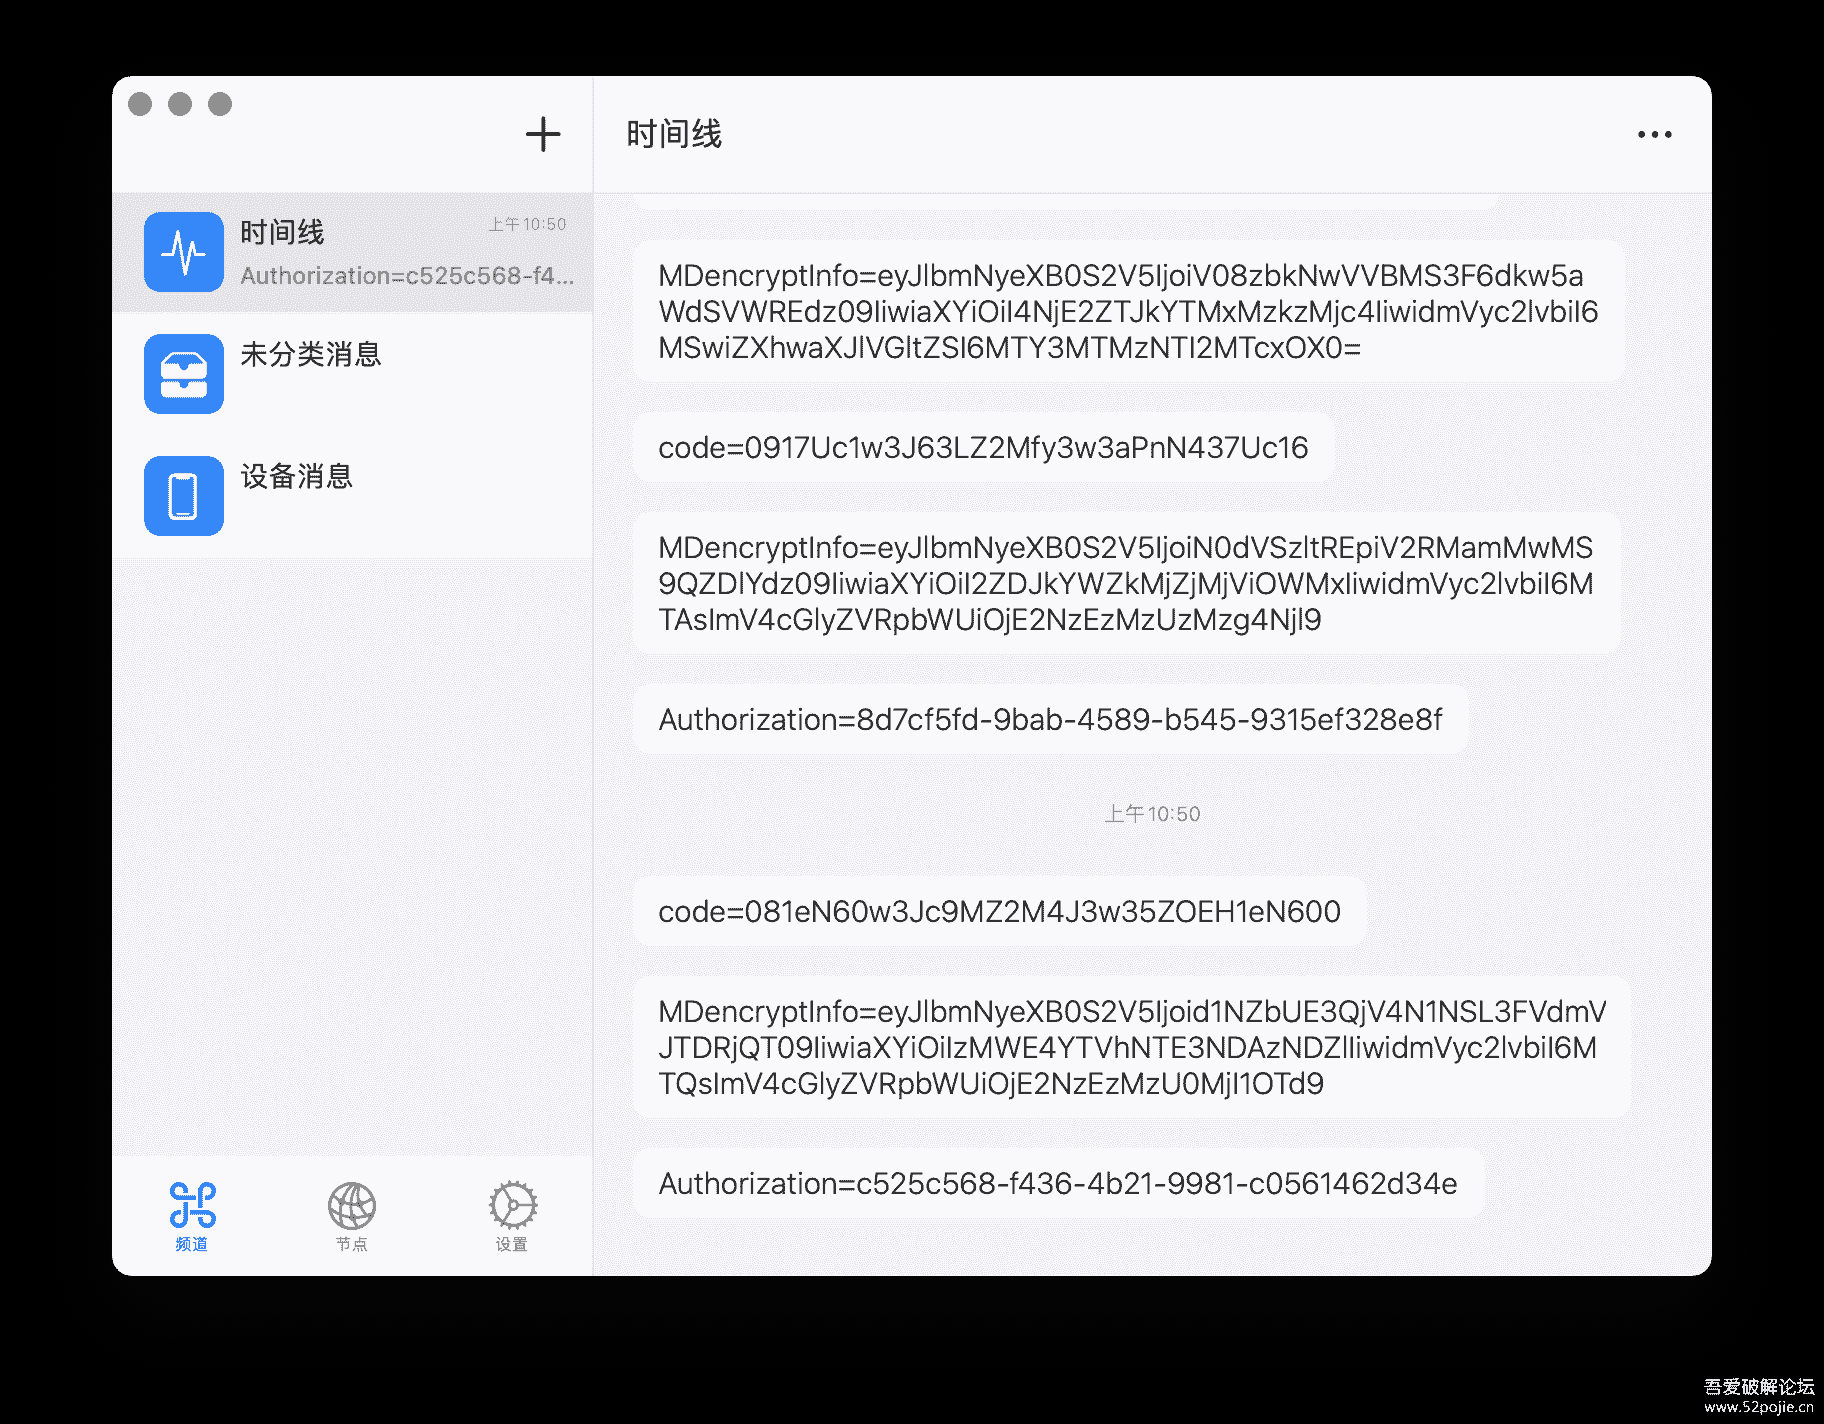 时间线
时间线
上午10:50
Authorization=c525c568-f4...
未分类消息
设备消息
MDencryptInfo=eyJlbmNyeXB0S2V5IjoiV08zbkNwVVBMS3F6dkw5a
WdSVWREdz09IiwiaXYiOiI4NjE2ZTJkYTMxMzkzMjc4IiwidmVyc2lvbiI6
MSwiZXhwaXJlVGltZSI6MTY3MTMzNTI2MTcxOX0=
code=0917Uc1w3J63LZ2Mfy3w3aPnN437Uc16
MDencryptInfo=eyJlbmNyeXB0S2V5IjoiN0dVSzltREpiV2RMamMwMS
9QZDlYdz09IiwiaXYiOiI2ZDJkYWZkMjZjMjViOWMxIiwidmVyc2lvbiI6M
TAsImV4cGlyZVRpbWUiOjE2NzEzMzUzMzg4Njl9
Authorization=8d7cf5fd-9bab-4589-b545-9315ef328e8f
上午10:50
code=081eN60w3Jc9MZ2M4J3w35ZOEH1eN600
MDencryptInfo=eyJlbmNyeXB0S2V5Ijoid1NZbUE3QjV4N1NSL3FVdmV
JTDRjQT09IiwiaXYiOiIzMWE4YTVhNTE3NDAzNDZlIiwidmVyc2lvbiI6M
TQsImV4cGlyZVRpbWUiOjE2NzEzMzU0MjI1OTd9
Authorization=c525c568-f436-4b21-9981-c0561462d34e
频道
节点
设置
吾爱破解论坛
www.52pojie.cn